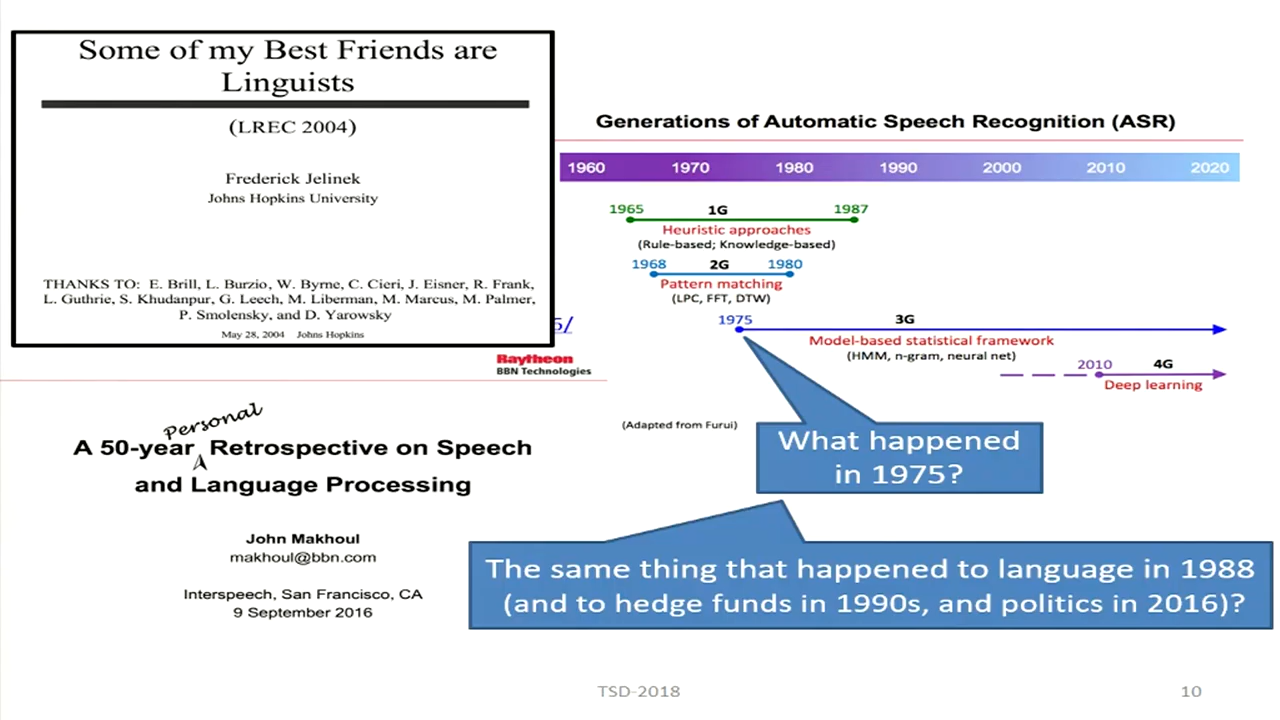 Some of my Best Friends are
Linguists
(LREC 2004)
Frederick Jelinek
Johns Hopkins University
THANKS TO: E. Brill, L. Burzio, W. Byrne, C. Cieri, J. Eisner, R. Frank,
L. Guthrie, S. Khudanpur, G. Leech, M. Liberman, M. Marcus, M. Palmer,
P. Smolensky, and D. Yarowsky
May 28, 2004 Johns Hopkins
5/
Raytheon
BBN Technologies
Personal
A 50-year Retrospective on Speech
and Language Processing
John Makhoul
makhoul@bbn.com
Interspeech, San Francisco, CA
9 September 2016
Generations of Automatic Speech Recognition (ASR)
1960 1970 1980 1990 2000 2010 2020
1965 1G 1987
Heuristic approaches
(Rule-based; Knowledge-based)
1968 2G 1980
Pattern matching
(LPC, FFT, DTW)
1975 3G
Model-based statistical framework
(HMM, n-gram, neural net)
2010 4G
Deep learning
(Adapted from Furui)
What happened
in 1975?
The same thing that happened to language in 1988
(and to hedge funds in 1990s, and politics in 2016)?
TSD-2018
10